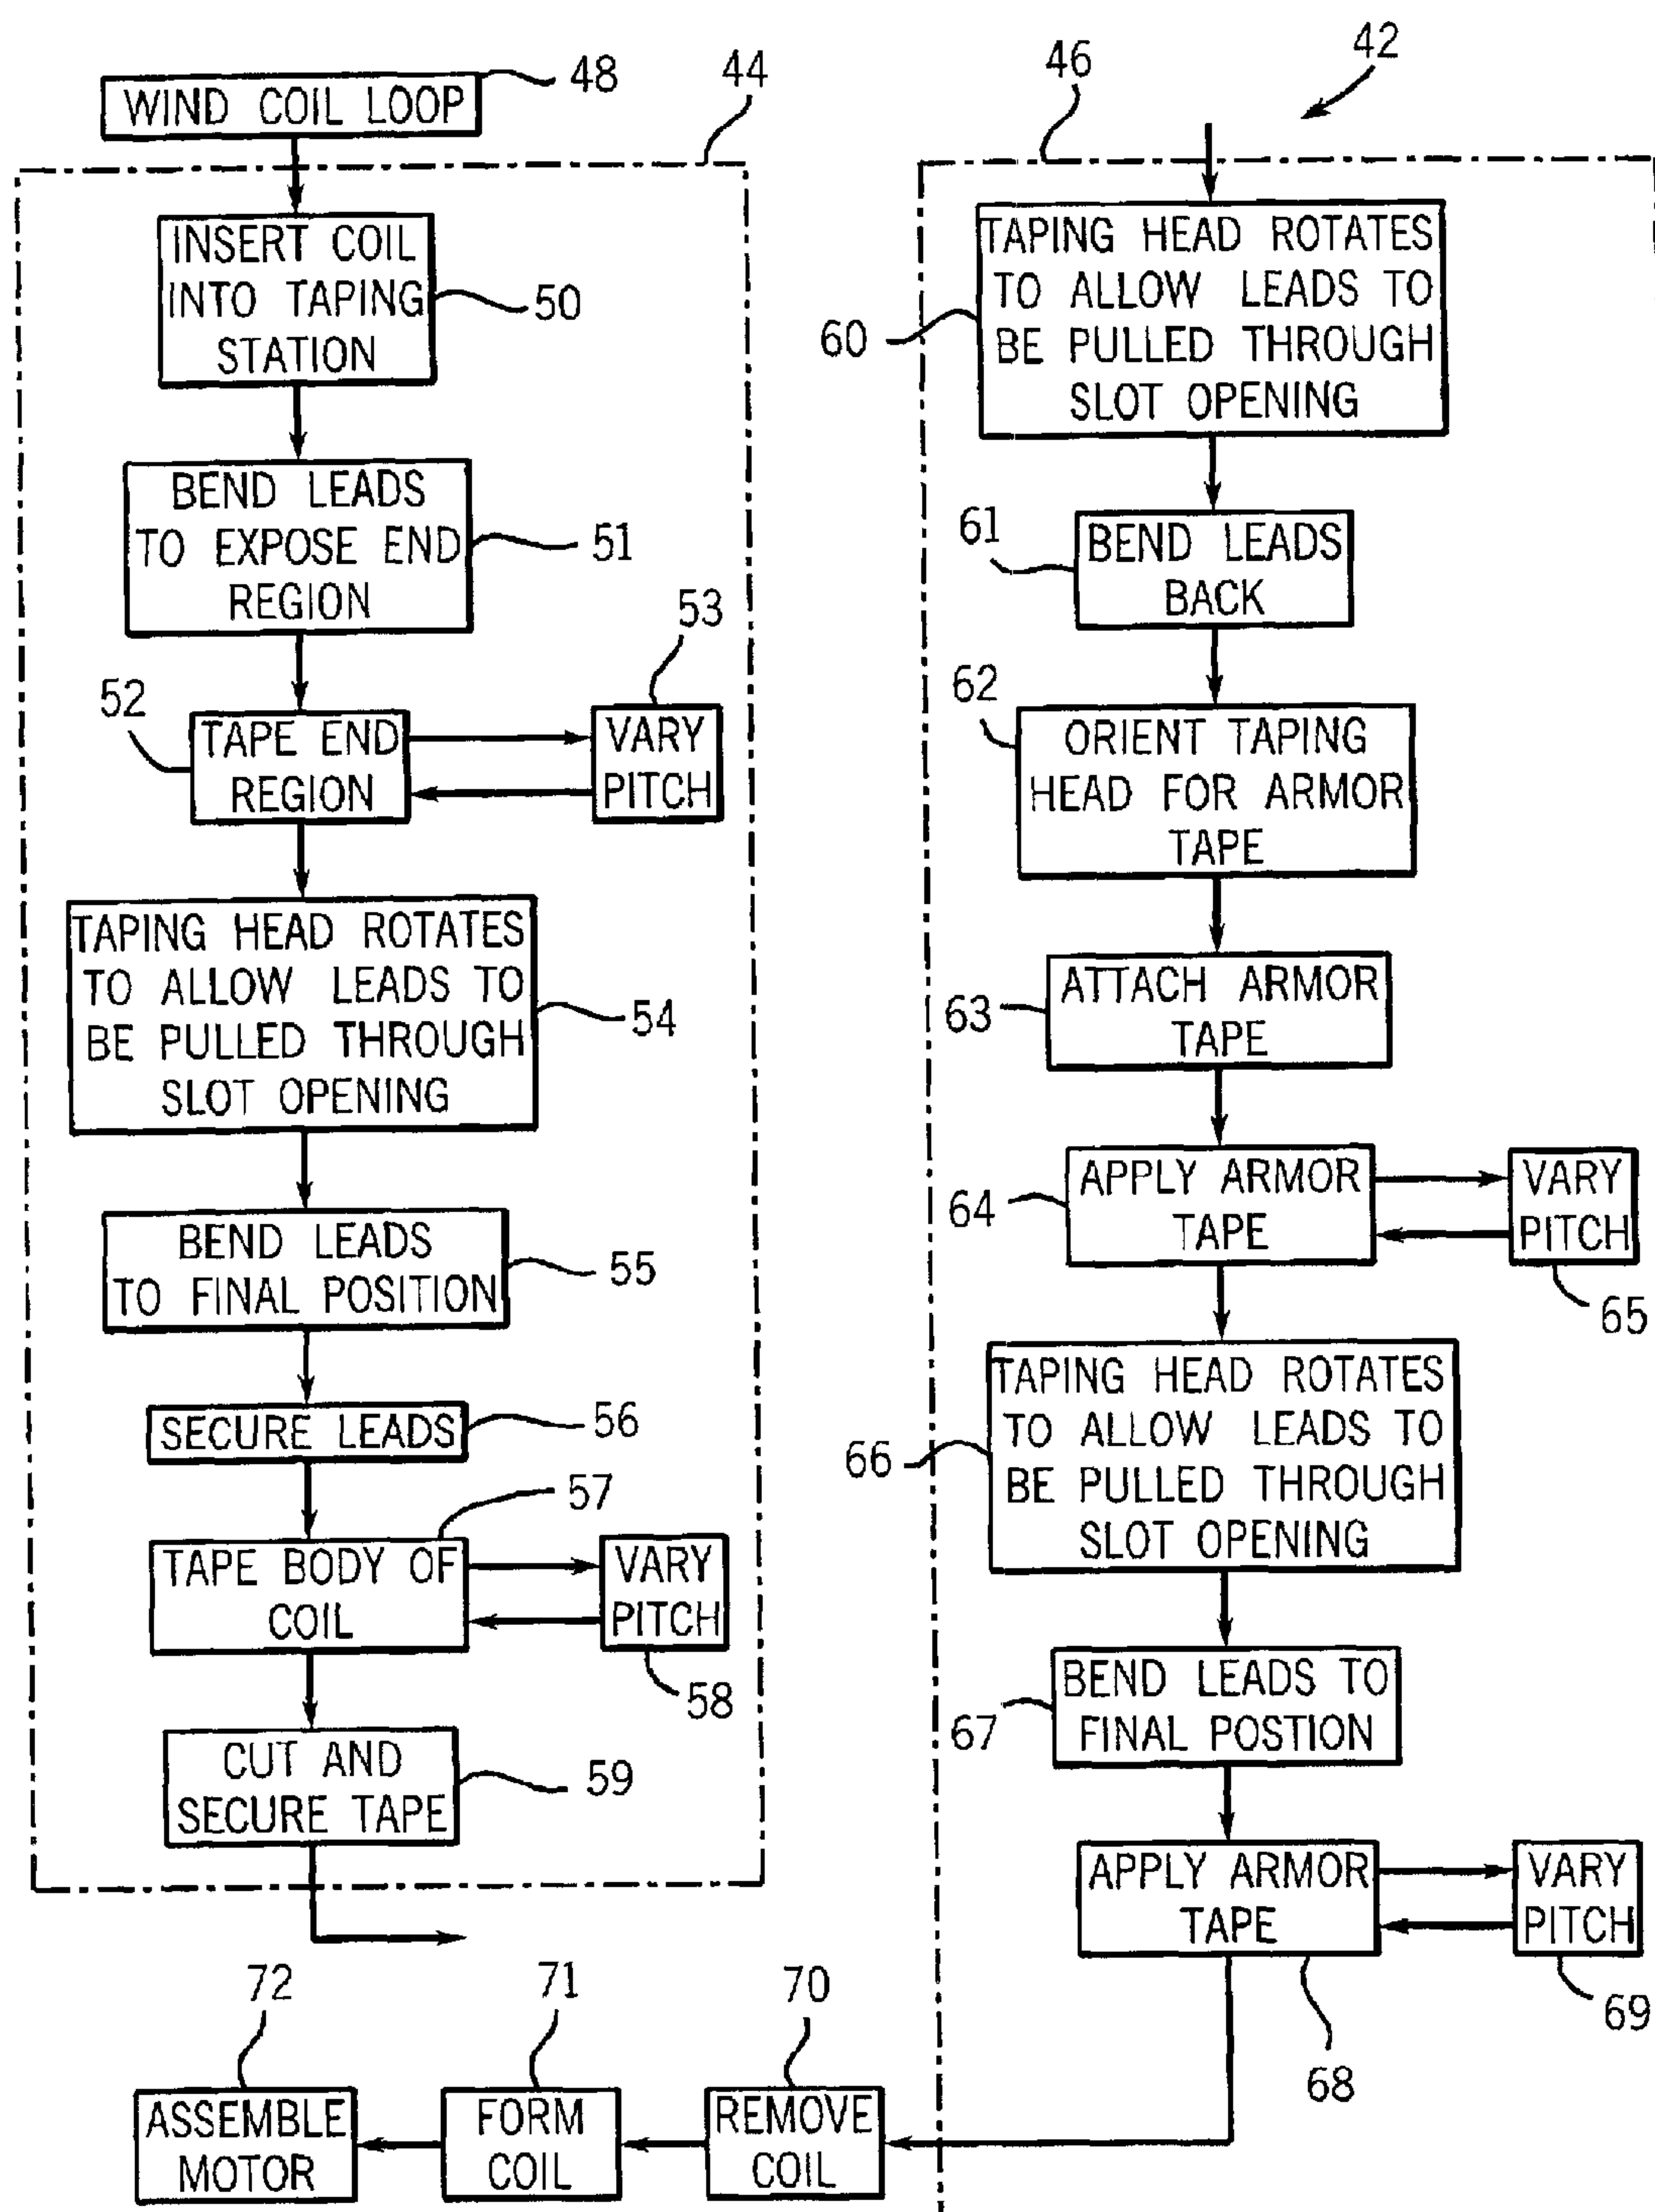 48
WIND COIL LOOP
44
INSERT COIL
INTO TAPING
STATION
50
BEND LEADS
TO EXPOSE END
REGION
51
52
TAPE END
REGION
53
VARY
PITCH
TAPING HEAD ROTATES
TO ALLOW LEADS TO
BE PULLED THROUGH
SLOT OPENING
54
BEND LEADS
TO FINAL POSITION
55
SECURE LEADS
56
57
TAPE BODY OF
COIL
VARY
PITCH
58
CUT AND
SECURE TAPE
59
42
46
TAPING HEAD ROTATES
TO ALLOW LEADS TO
BE PULLED THROUGH
SLOT OPENING
60
61
BEND LEADS
BACK
62
ORIENT TAPING
HEAD FOR ARMOR
TAPE
63
ATTACH ARMOR
TAPE
64
APPLY ARMOR
TAPE
VARY
PITCH
65
TAPING HEAD ROTATES
TO ALLOW LEADS TO
BE PULLED THROUGH
SLOT OPENING
66
BEND LEADS TO
FINAL POSTION
67
APPLY ARMOR
TAPE
68
VARY
PITCH
69
70
REMOVE
COIL
71
FORM
COIL
72
ASSEMBLE
MOTOR